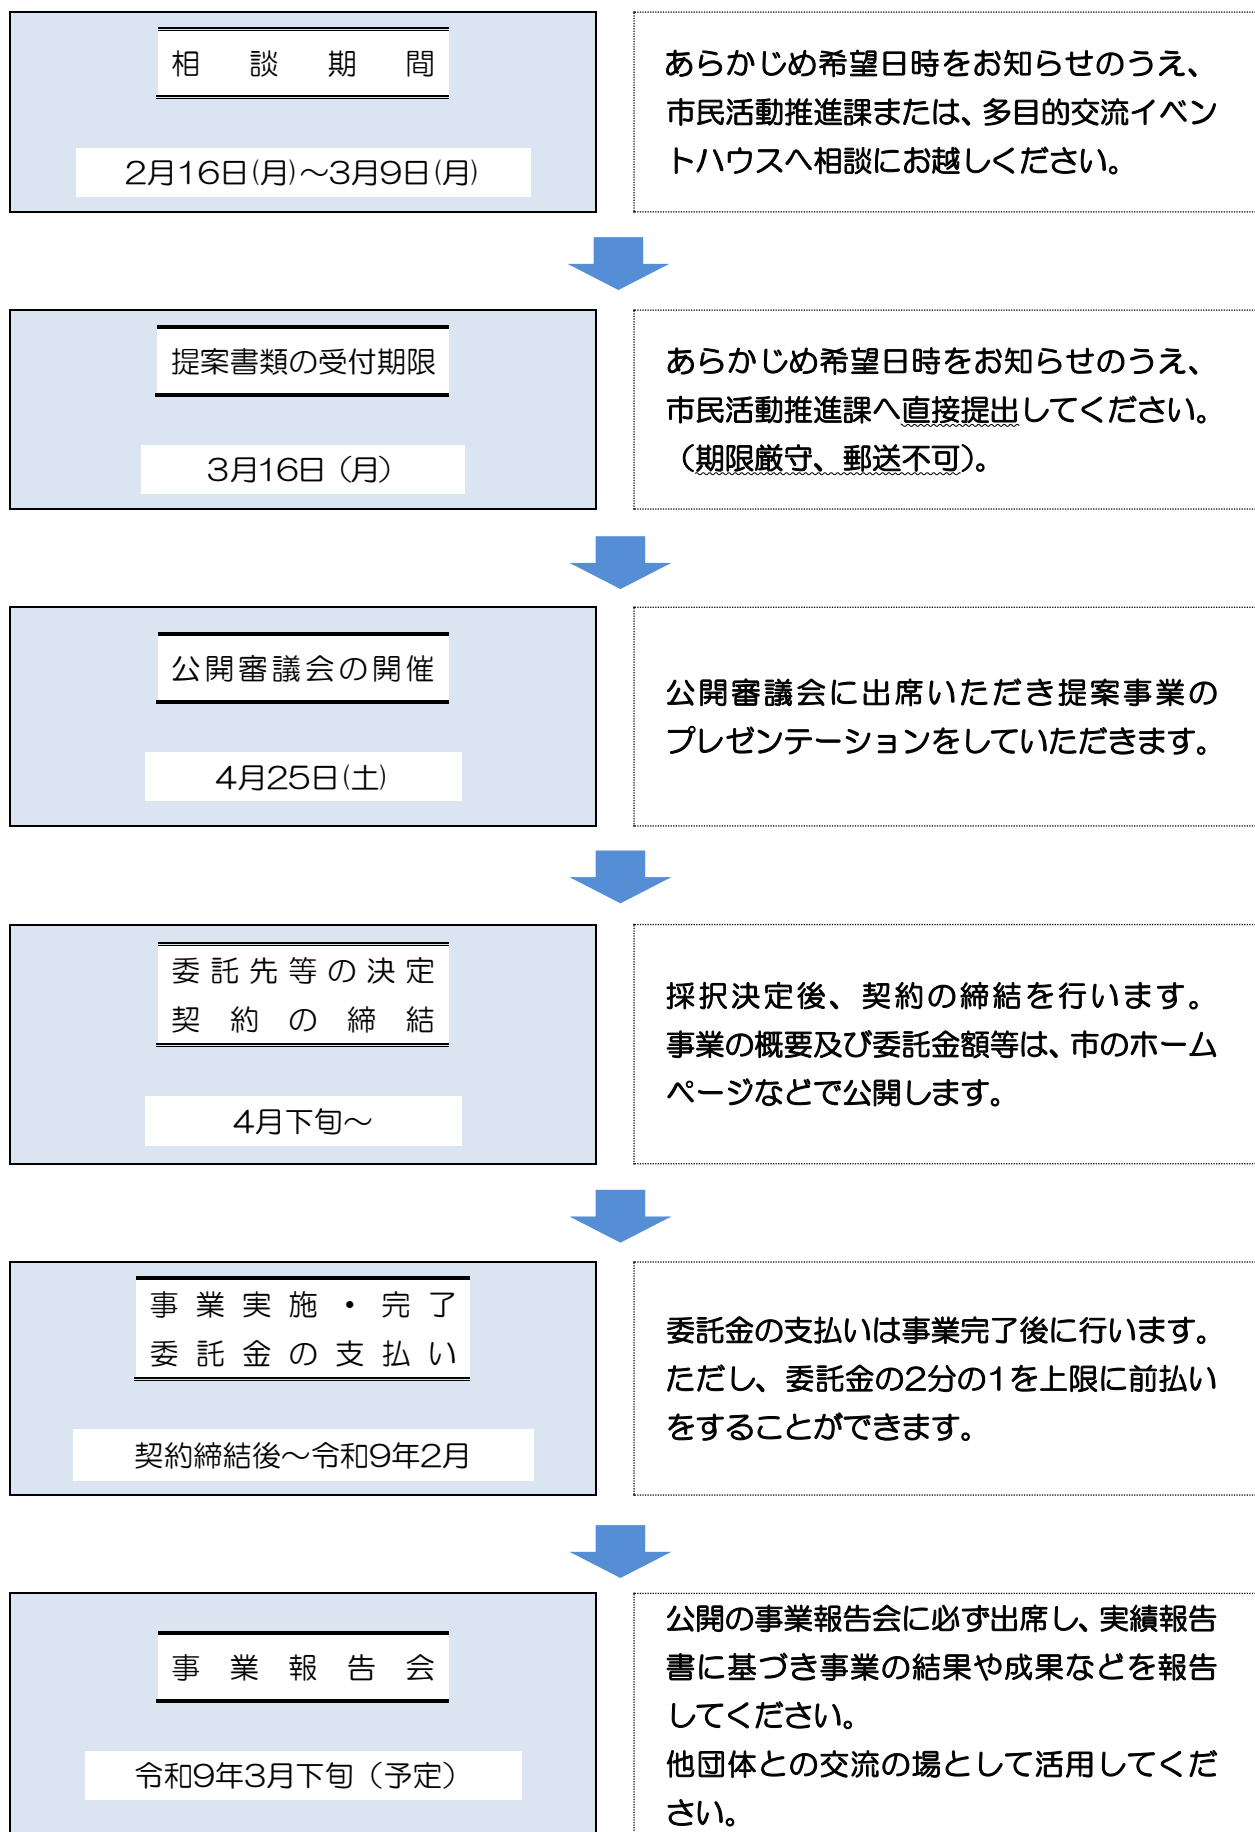 相談期間
2月16日(月)～3月9日(月)
あらかじめ希望日時をお知らせのうえ、
市民活動推進課または、多目的交流イベン
トハウスへ相談にお越しください。
提案書類の受付期限
3月16日（月）
あらかじめ希望日時をお知らせのうえ、
市民活動推進課へ直接提出してください。
（期限厳守、郵送不可）。
公開審議会の開催
4月25日(土)
公開審議会に出席いただき提案事業の
プレゼンテーションをしていただきます。
委託先等の決定
契約の締結
4月下旬～
採択決定後、契約の締結を行います。
事業の概要及び委託金額等は、市のホーム
ページなどで公開します。
事業実施・完了
委託金の支払い
契約締結後～令和9年2月
委託金の支払いは事業完了後に行います。
ただし、委託金の2分の1を上限に前払い
をすることができます。
事業報告会
令和9年3月下旬（予定）
公開の事業報告会に必ず出席し、実績報告
書に基づき事業の結果や成果などを報告
してください。
他団体との交流の場として活用してくだ
さい。